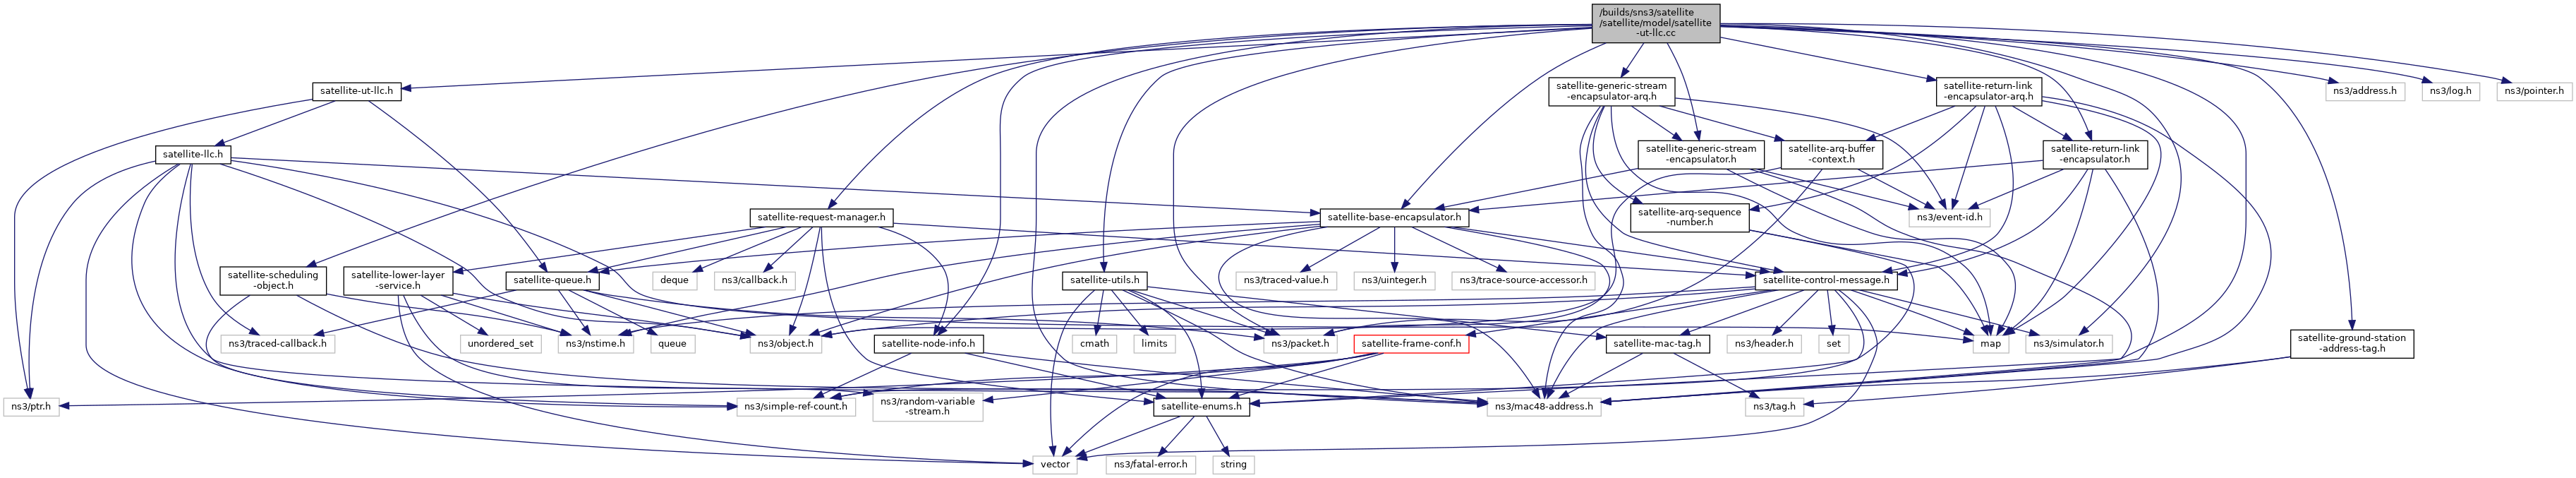 /builds/sns3/satellite
/satellite/model/satellite
-ut-llc.cc
satellite-ut-llc.h
satellite-generic-stream
-encapsulator-arq.h
satellite-return-link
-encapsulator-arq.h
ns3/address.h
ns3/log.h
ns3/pointer.h
satellite-llc.h
satellite-generic-stream
-encapsulator.h
satellite-arq-buffer
-context.h
satellite-return-link
-encapsulator.h
satellite-request-manager.h
satellite-base-encapsulator.h
satellite-arq-sequence
-number.h
ns3/event-id.h
satellite-scheduling
-object.h
satellite-lower-layer
-service.h
satellite-queue.h
deque
ns3/callback.h
satellite-utils.h
ns3/traced-value.h
ns3/uinteger.h
ns3/trace-source-accessor.h
satellite-control-message.h
ns3/traced-callback.h
unordered_set
ns3/nstime.h
queue
ns3/object.h
satellite-node-info.h
cmath
limits
ns3/packet.h
satellite-frame-conf.h
satellite-mac-tag.h
ns3/header.h
set
map
ns3/simulator.h
satellite-ground-station
-address-tag.h
ns3/ptr.h
ns3/simple-ref-count.h
ns3/random-variable
-stream.h
satellite-enums.h
ns3/mac48-address.h
ns3/tag.h
vector
ns3/fatal-error.h
string